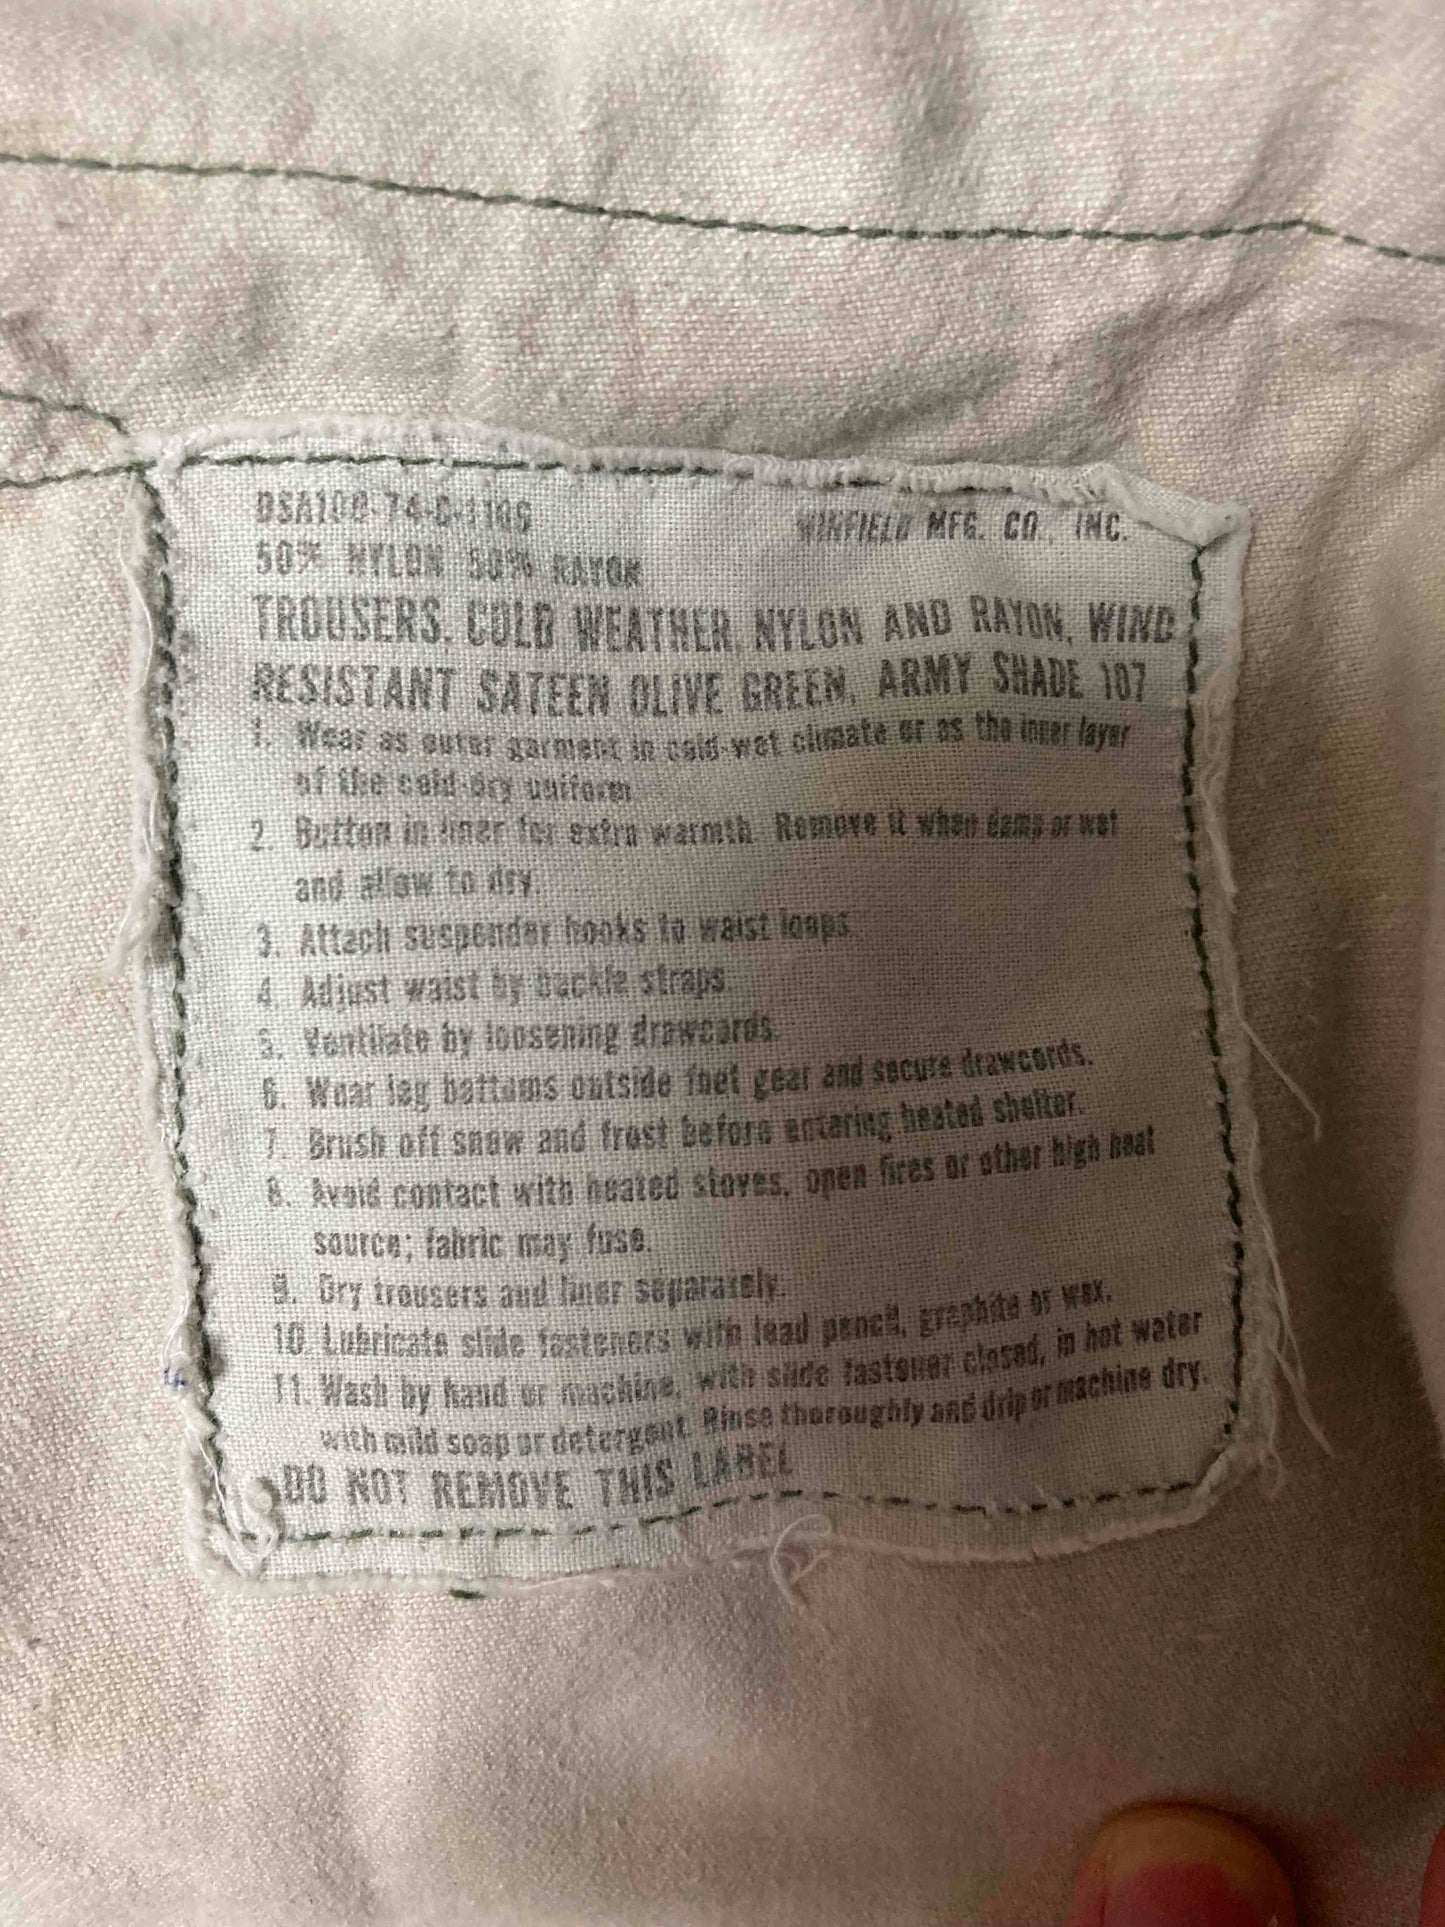 DSA100-74-C-1106
WINFIELD MFG. CO., INC.
50% NYLON 50% RAYON
TROUSERS, COLD WEATHER, NYLON AND RAYON, WIND
RESISTANT SATEEN OLIVE GREEN, ARMY SHADE 107
1. Wear as outer garment in cold-wet climate or as the inner layer
of the cold-dry uniform
2. Button in liner for extra warmth. Remove it when damp or wet
and allow to dry.
3. Attach suspender hooks to waist loops.
4. Adjust waist by buckle straps.
5. Ventilate by loosening drawcords.
6. Wear leg bottoms outside foot gear and secure drawcords.
7. Brush off snow and frost before entering heated shelter.
8. Avoid contact with heated stoves, open fires or other high heat
source; fabric may fuse.
9. Dry trousers and liner separately.
10. Lubricate slide fasteners with lead pencil, graphite or wax.
11. Wash by hand or machine, with slide fastener closed, in hot water
with mild soap or detergent. Rinse thoroughly and drip or machine dry.
DO NOT REMOVE THIS LABEL